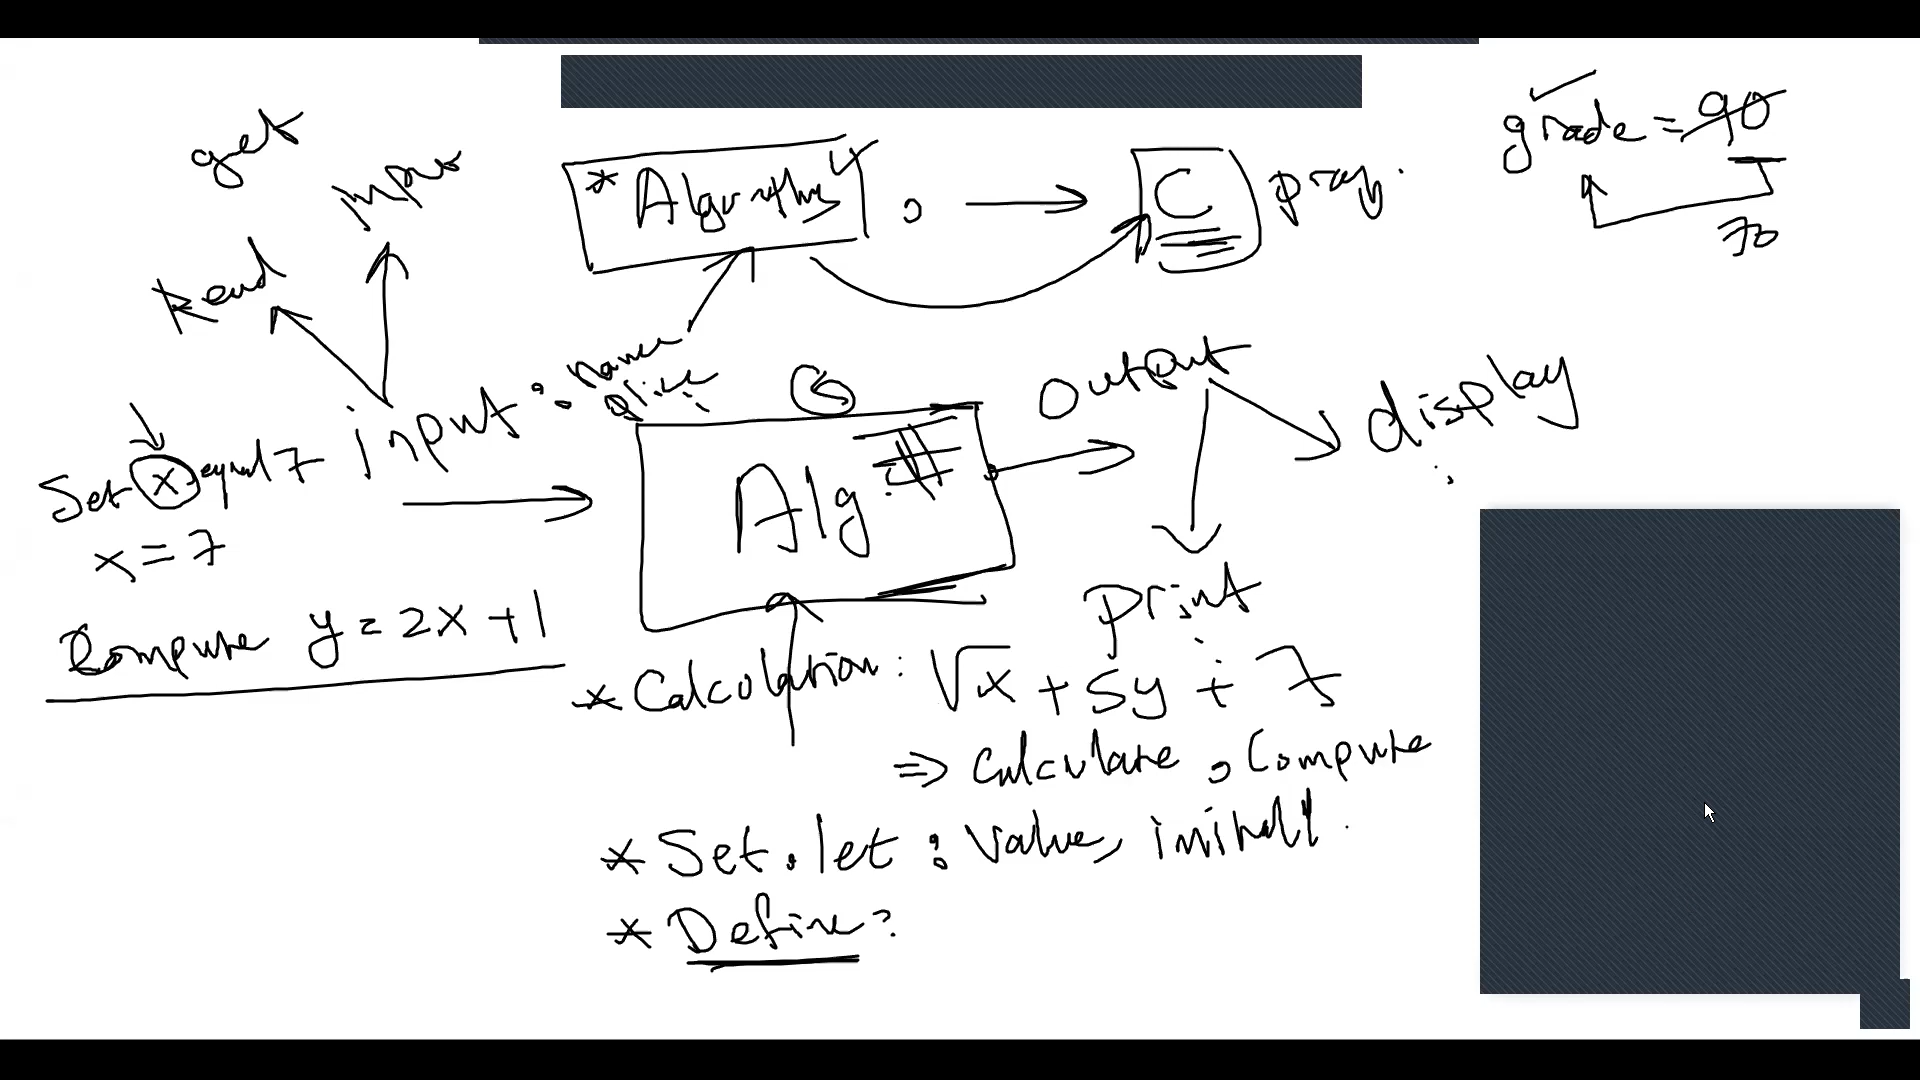 get
input
Read
* Algorithms
C prog.
grade = 90
70
input :
name
Set x equal 7
x = 7
Compute y = 2x + 1
Alg.
Output
display
print
* Calculation : √x + 5y ÷ 7
⇒ Calculate , Compute
* Set , let : Value, initial
* Define :